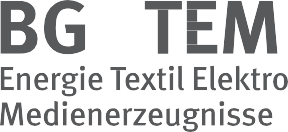 BG TEM
Energie Textil Elektro
Medienerzeugnisse